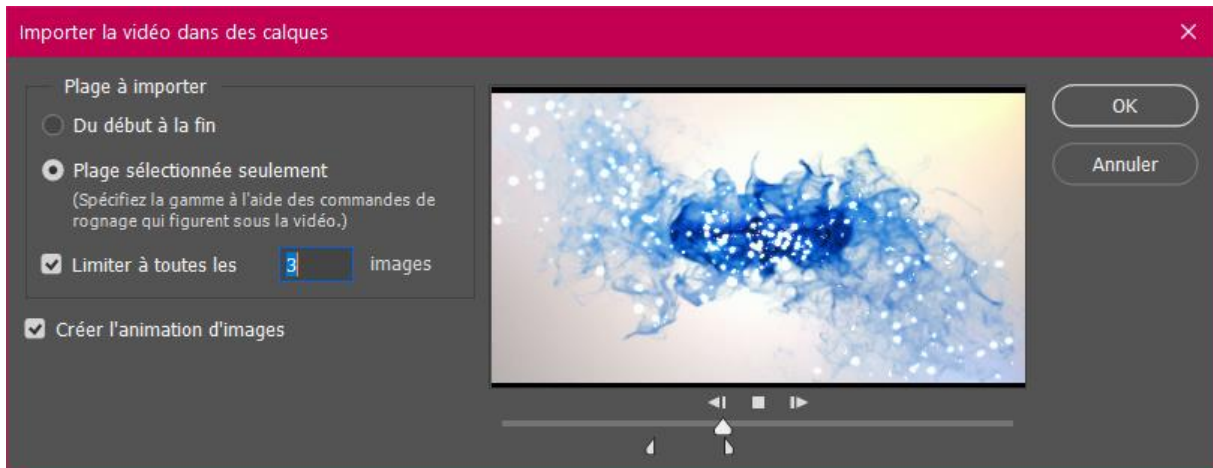 Importer la vidéo dans des calques
Plage à importer
Du début à la fin
Plage sélectionnée seulement
(Spécifiez la gamme à l'aide des commandes de
rognage qui figurent sous la vidéo.)
Limiter à toutes les 3 images
Créer l'animation d'images
OK
Annuler